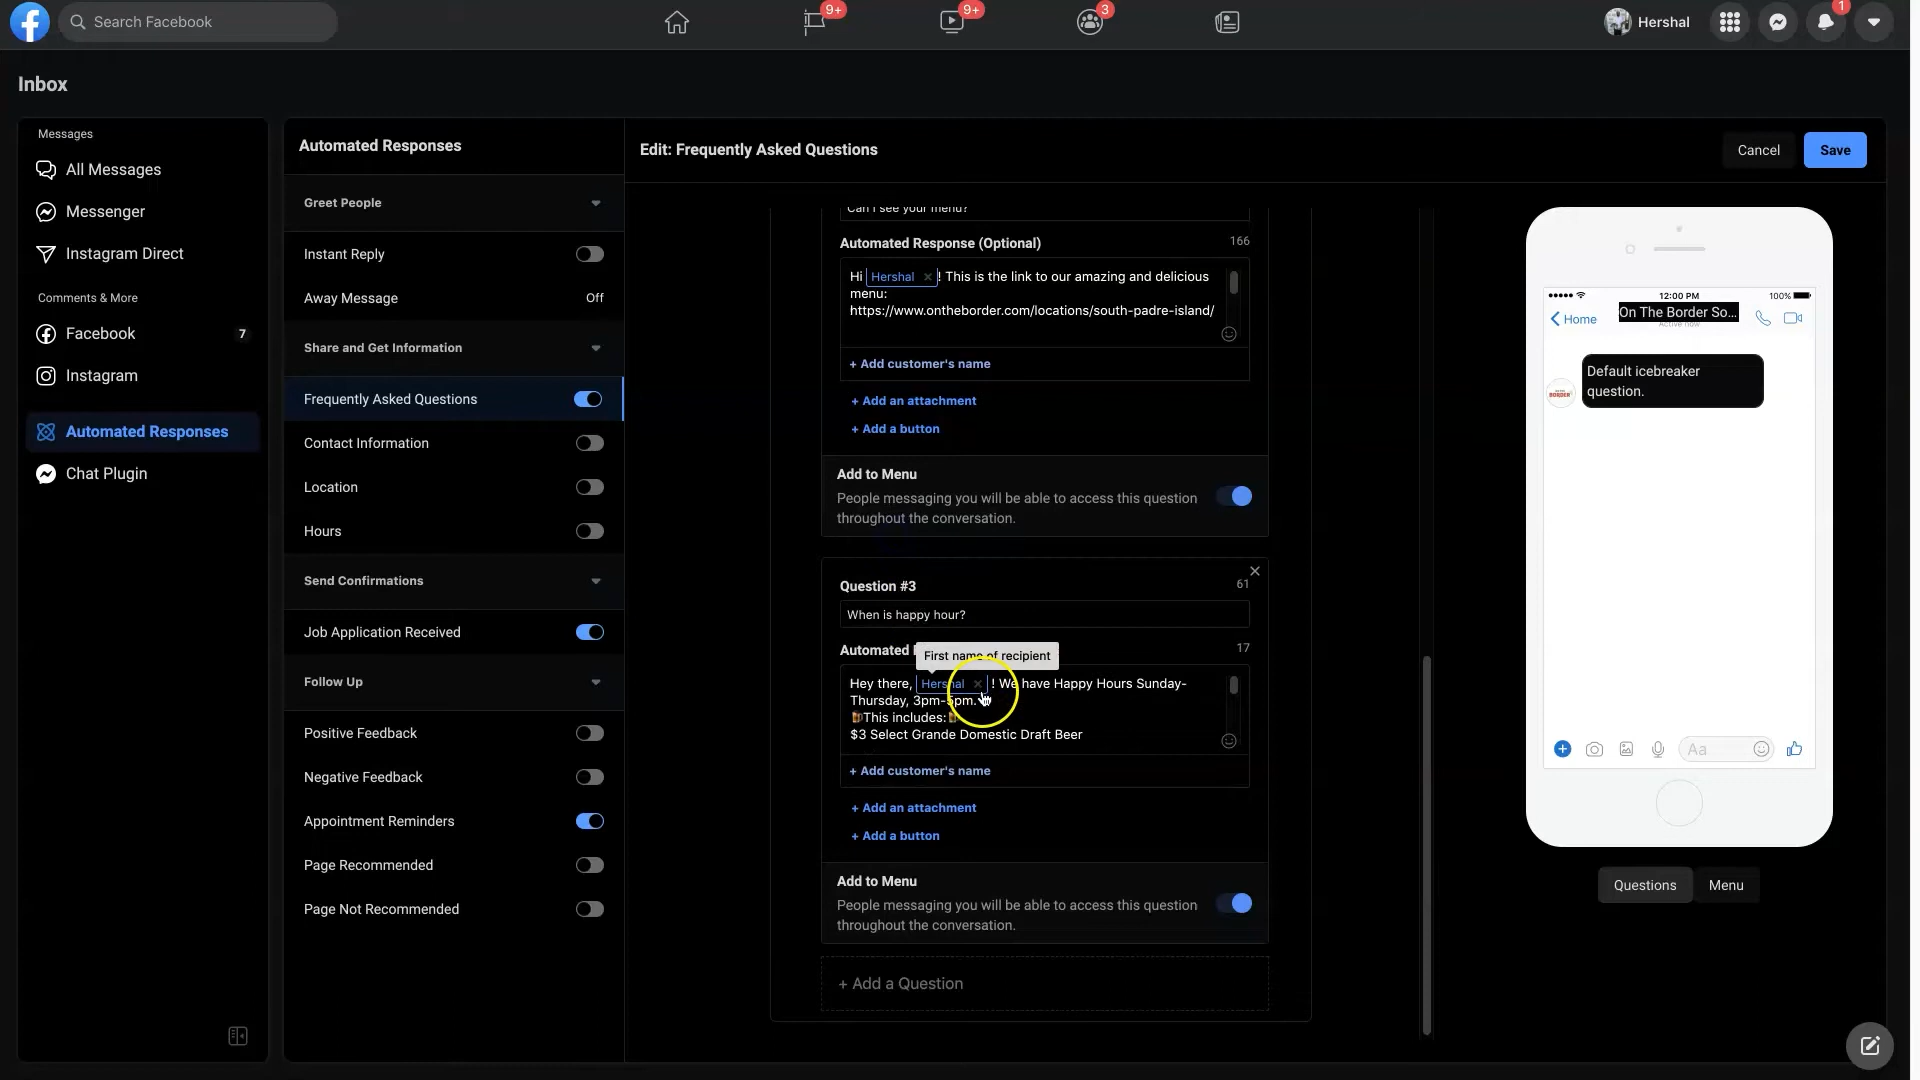 Search Facebook
9+
9+
3
Hershal
1
Inbox
Messages
All Messages
Messenger
Instagram Direct
Comments & More
Facebook
7
Instagram
Automated Responses
Chat Plugin
Automated Responses
Greet People
Instant Reply
Away Message
Off
Share and Get Information
Frequently Asked Questions
Contact Information
Location
Hours
Send Confirmations
Job Application Received
Follow Up
Positive Feedback
Negative Feedback
Appointment Reminders
Page Recommended
Page Not Recommended
Edit: Frequently Asked Questions
Cancel
Save
Can I see your menu?
Automated Response (Optional)
166
Hi Hershal × ! This is the link to our amazing and delicious
menu:
https://www.ontheborder.com/locations/south-padre-island/
+ Add customer's name
+ Add an attachment
+ Add a button
Add to Menu
People messaging you will be able to access this question
throughout the conversation.
Question #3
61
When is happy hour?
Automated
17
First name of recipient
Hey there, Hershal × ! We have Happy Hours Sunday-
Thursday, 3pm-5pm.
🍺This includes:🍺
$3 Select Grande Domestic Draft Beer
+ Add customer's name
+ Add an attachment
+ Add a button
Add to Menu
People messaging you will be able to access this question
throughout the conversation.
+ Add a Question
12:00 PM
100%
Home
On The Border So...
Active now
Default icebreaker
question.
BORDER
Aa
Questions
Menu